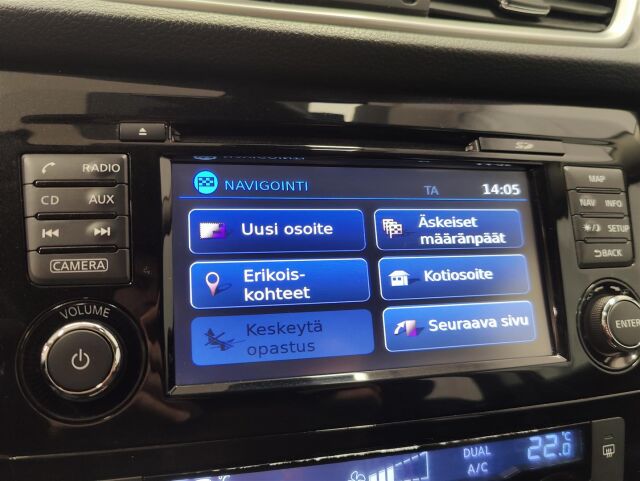 RADIO
CD AUX
CAMERA
VOLUME
SD
NAVIGOINTI
TA 14:05
Uusi osoite
Äskeiset
määränpäät
Erikois-
kohteet
Kotiosoite
Keskeytä
opastus
Seuraava sivu
MAP
NAV INFO
SETUP
BACK
ENTER
DUAL
A/C
22.0
°C